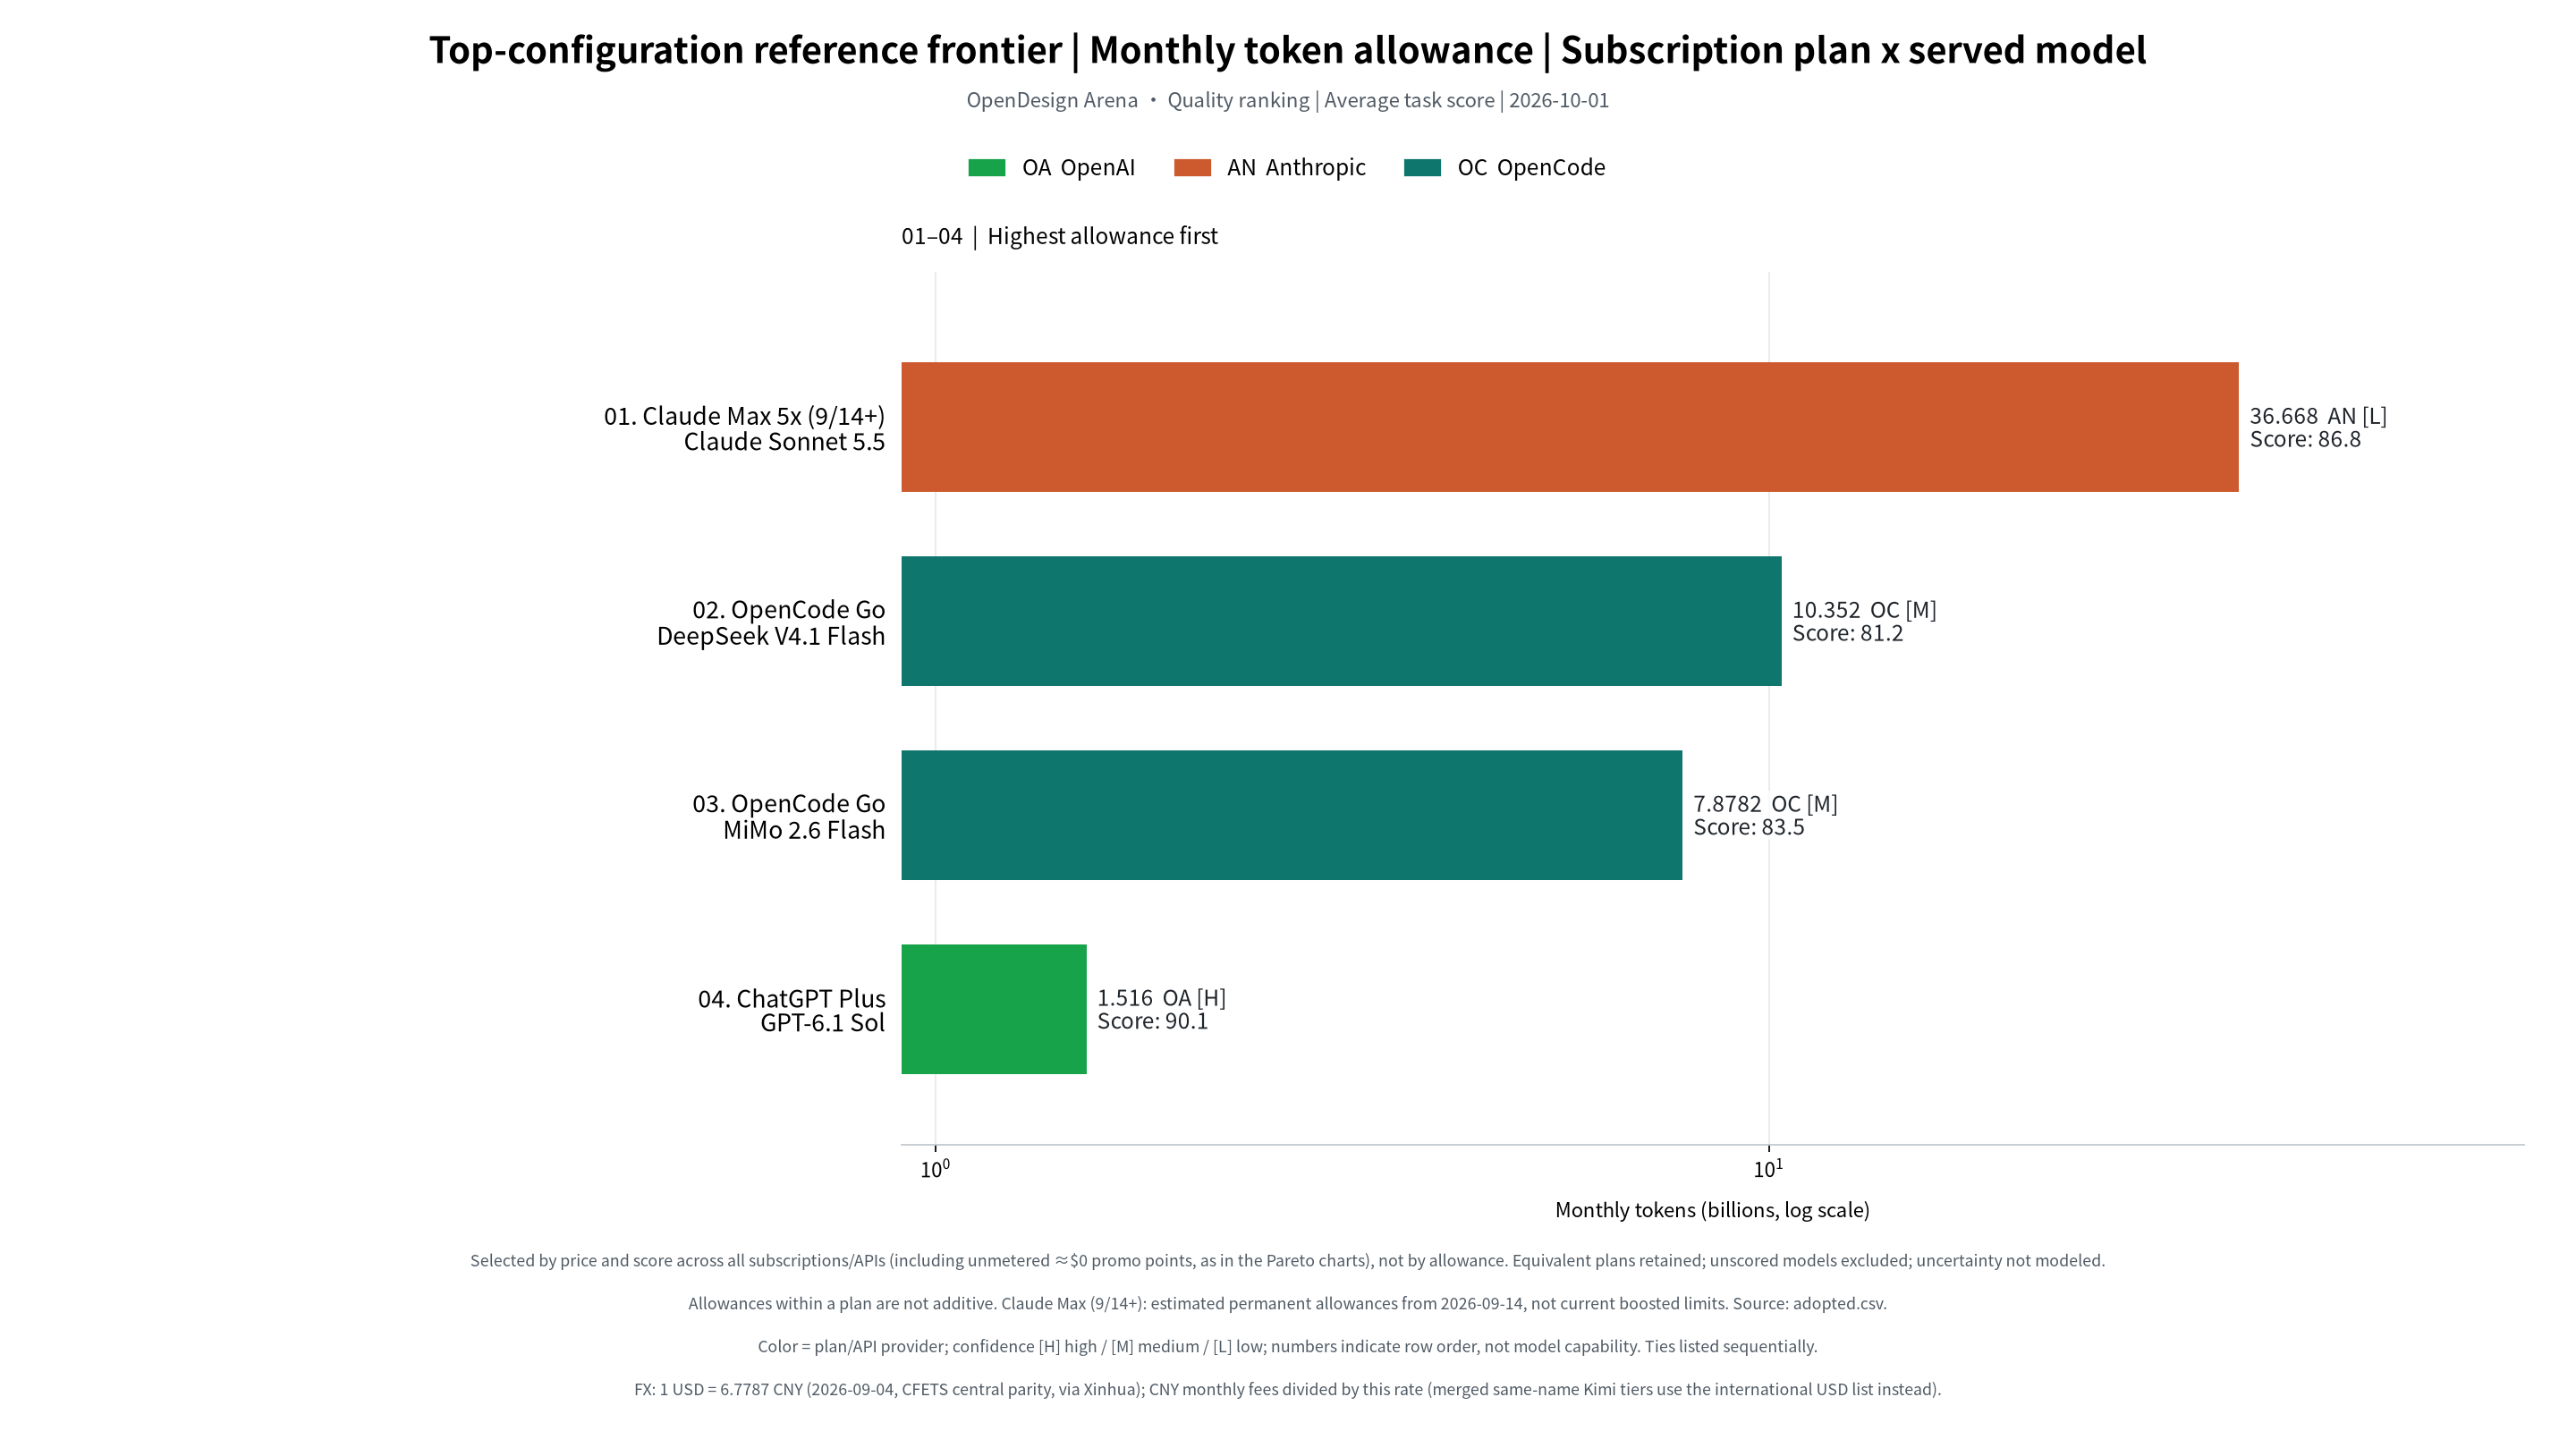 Top-configuration reference frontier | Monthly token allowance | Subscription plan x served model
OpenDesign Arena • Quality ranking | Average task score | 2026-10-01
OA OpenAI AN Anthropic OC OpenCode
01–04 | Highest allowance first
01. Claude Max 5x (9/14+)
Claude Sonnet 5.5
36.668 AN [L]
Score: 86.8
02. OpenCode Go
DeepSeek V4.1 Flash
10.352 OC [M]
Score: 81.2
03. OpenCode Go
MiMo 2.6 Flash
7.8782 OC [M]
Score: 83.5
04. ChatGPT Plus
GPT-6.1 Sol
1.516 OA [H]
Score: 90.1
10⁰ 10¹
Monthly tokens (billions, log scale)
Selected by price and score across all subscriptions/APIs (including unmetered ≈$0 promo points, as in the Pareto charts), not by allowance. Equivalent plans retained; unscored models excluded; uncertainty not modeled.
Allowances within a plan are not additive. Claude Max (9/14+): estimated permanent allowances from 2026-09-14, not current boosted limits. Source: adopted.csv.
Color = plan/API provider; confidence [H] high / [M] medium / [L] low; numbers indicate row order, not model capability. Ties listed sequentially.
FX: 1 USD = 6.7787 CNY (2026-09-04, CFETS central parity, via Xinhua); CNY monthly fees divided by this rate (merged same-name Kimi tiers use the international USD list instead).